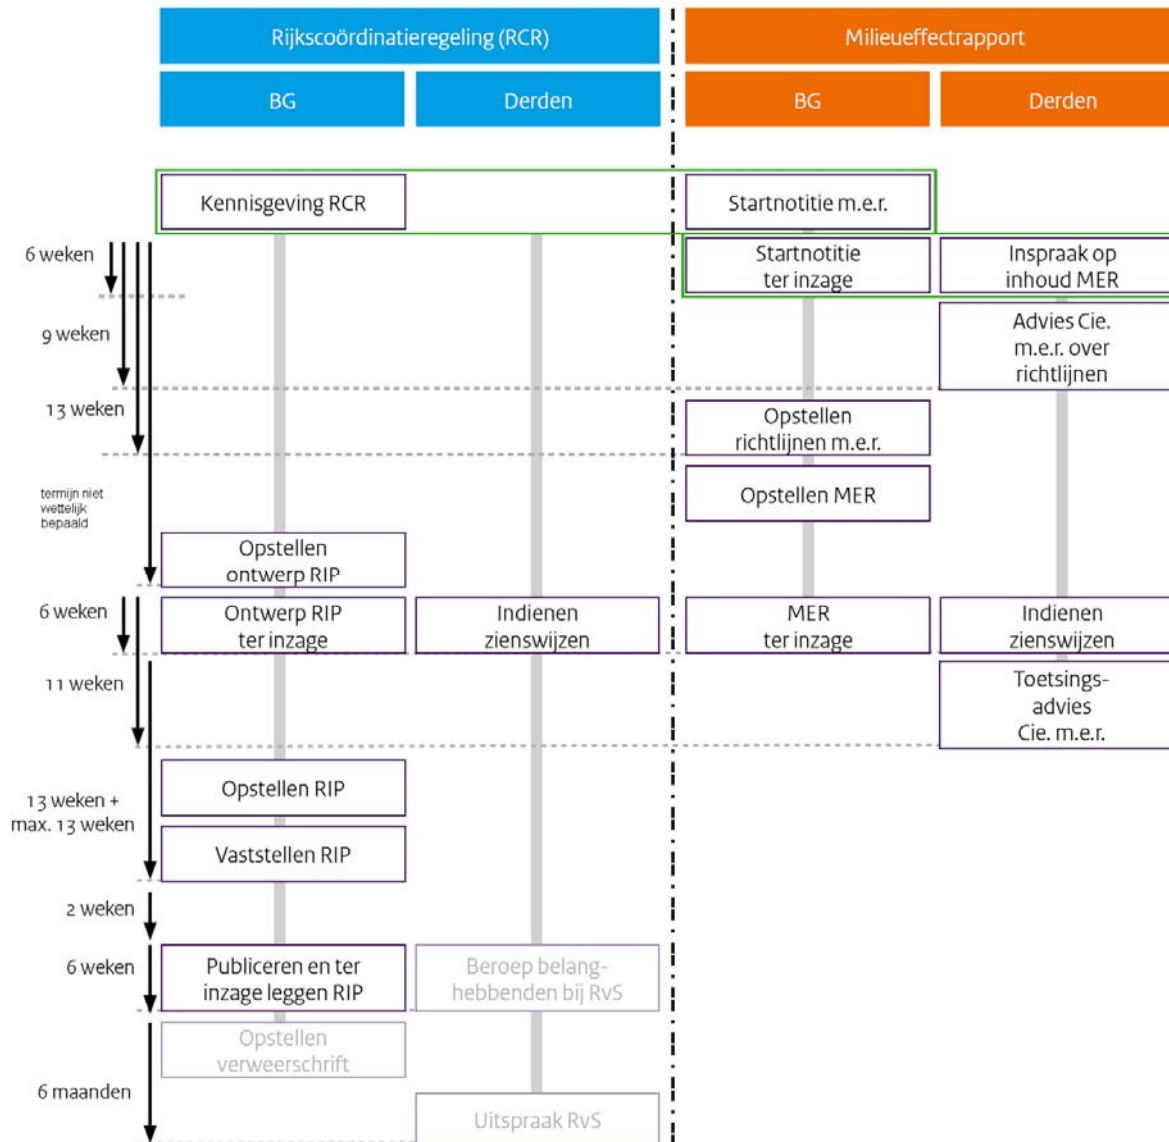 Rijkscoördinatieregeling (RCR)
Milieueffectrapport
BG
Derden
BG
Derden
Kennisgeving RCR
Startnotitie m.e.r.
6 weken
Startnotitie
ter inzage
Inspraak op
inhoud MER
9 weken
Advies Cie.
m.e.r. over
richtlijnen
13 weken
Opstellen
richtlijnen m.e.r.
termijn niet
wettelijk
bepaald
Opstellen MER
Opstellen
ontwerp RIP
6 weken
Ontwerp RIP
ter inzage
Indienen
zienswijzen
MER
ter inzage
Indienen
zienswijzen
11 weken
Toetsings-
advies
Cie. m.e.r.
13 weken +
max. 13 weken
Opstellen RIP
Vaststellen RIP
2 weken
6 weken
Publiceren en ter
inzage leggen RIP
Beroep belang-
hebbenden bij RvS
Opstellen
verweerschrift
6 maanden
Uitspraak RvS